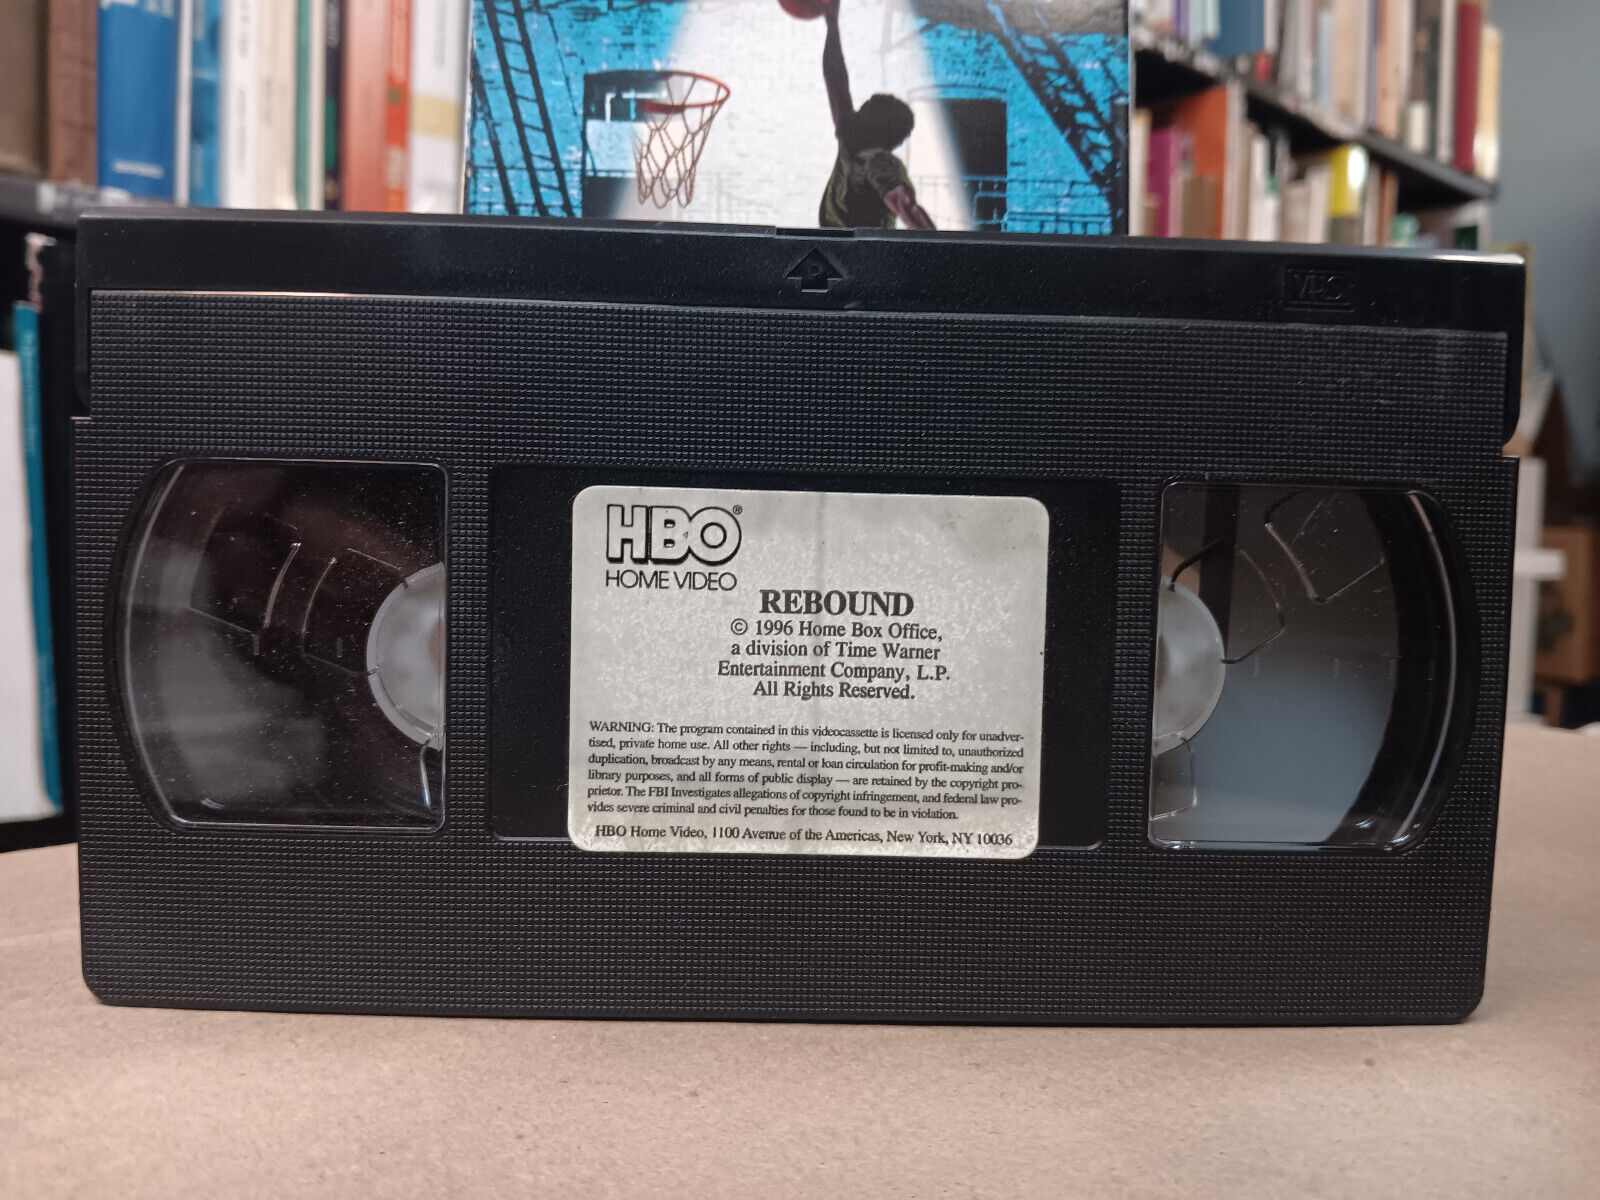 VHS
HBO®
HOME VIDEO
REBOUND
© 1996 Home Box Office,
a division of Time Warner
Entertainment Company, L.P.
All Rights Reserved.
WARNING: The program contained in this videocassette is licensed only for unadver-
tised, private home use. All other rights — including, but not limited to, unauthorized
duplication, broadcast by any means, rental or loan circulation for profit-making and/or
library purposes, and all forms of public display — are retained by the copyright pro-
prietor. The FBI Investigates allegations of copyright infringement, and federal law pro-
vides severe criminal and civil penalties for those found to be in violation.
HBO Home Video, 1100 Avenue of the Americas, New York, NY 10036